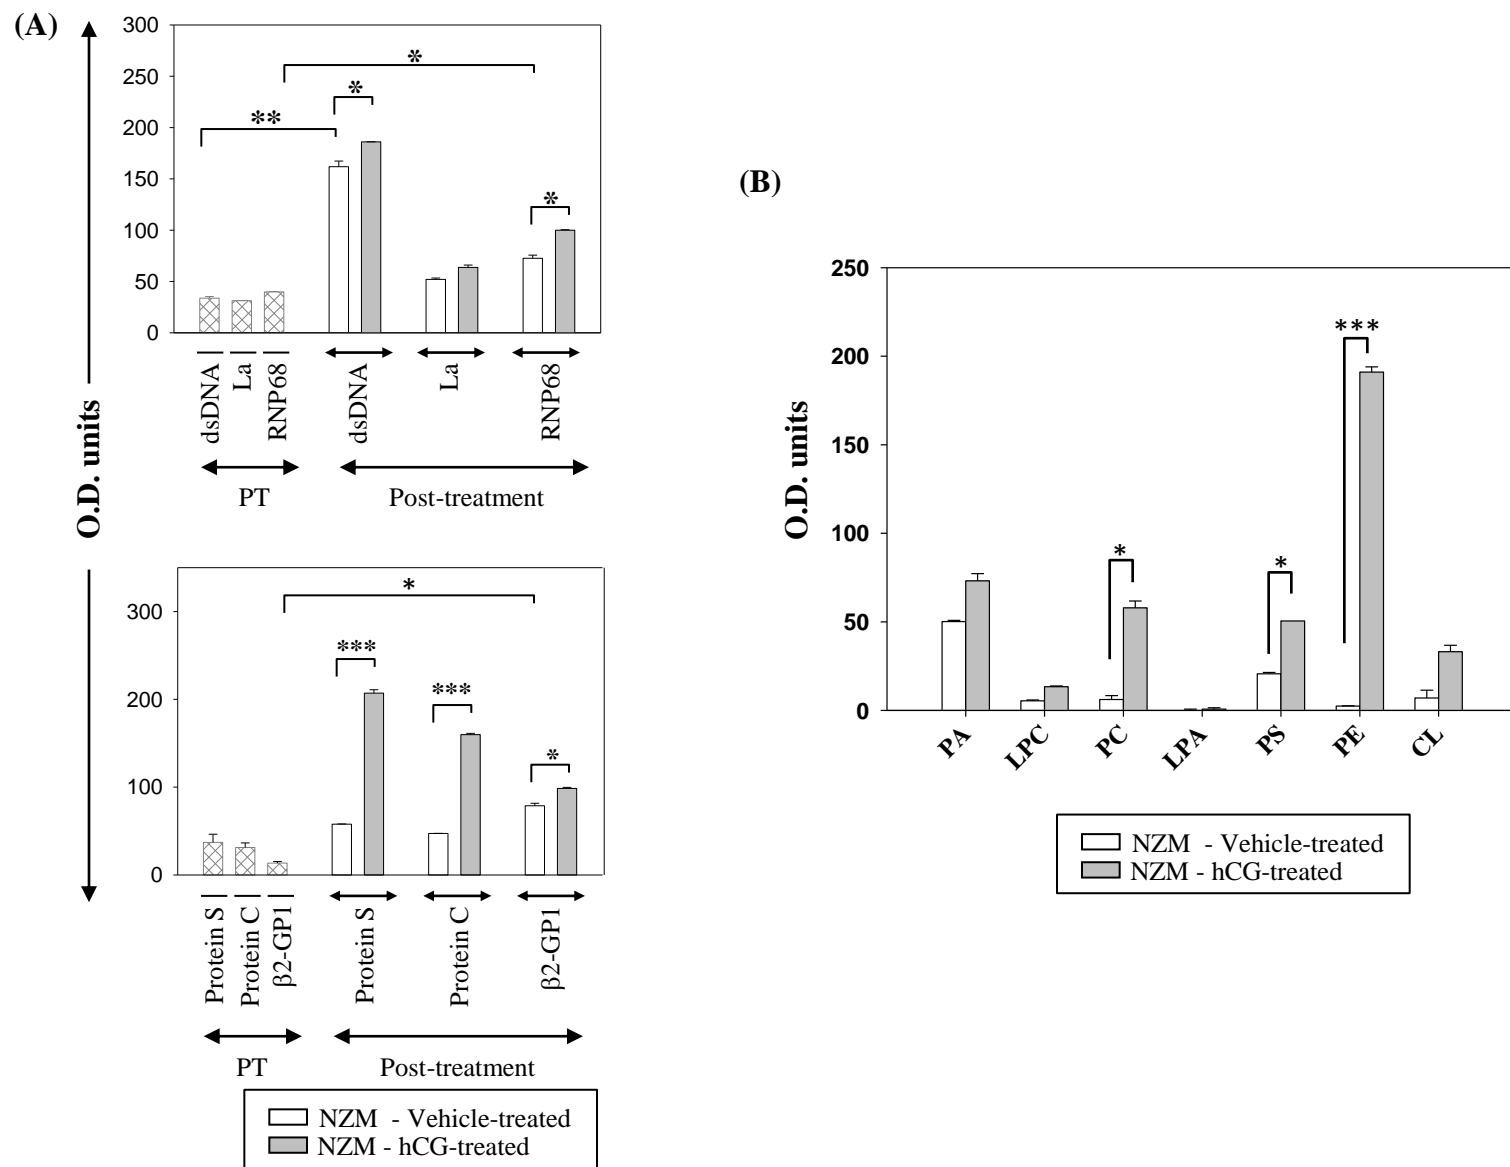 (A)
O.D. units
300
250
200
150
100
50
0
**
*
*
*
dsDNA
La
RNP68
dsDNA
La
RNP68
PT
Post-treatment
300
200
100
0
*
***
***
*
Protein S
Protein C
β2-GP1
Protein S
Protein C
β2-GP1
PT
Post-treatment
NZM - Vehicle-treated
NZM - hCG-treated
(B)
O.D. units
250
200
150
100
50
0
*
*
***
PA
LPC
PC
LPA
PS
PE
CL
NZM - Vehicle-treated
NZM - hCG-treated